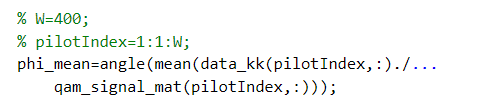 % W=400;
% pilotIndex=1:1:W;
phi_mean=angle(mean(data_kk(pilotIndex,:)./...
qam_signal_mat(pilotIndex,:)));